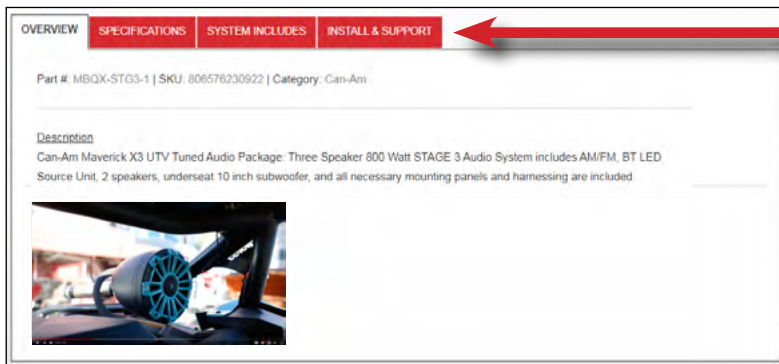 OVERVIEW SPECIFICATIONS SYSTEM INCLUDES INSTALL & SUPPORT
Part #: MBQX-STG3-1 | SKU: 806576230922 | Category: Can-Am
Description
Can-Am Maverick X3 UTV Tuned Audio Package: Three Speaker 800 Watt STAGE 3 Audio System includes AM/FM, BT LED
Source Unit, 2 speakers, underseat 10 inch subwoofer, and all necessary mounting panels and harnessing are included